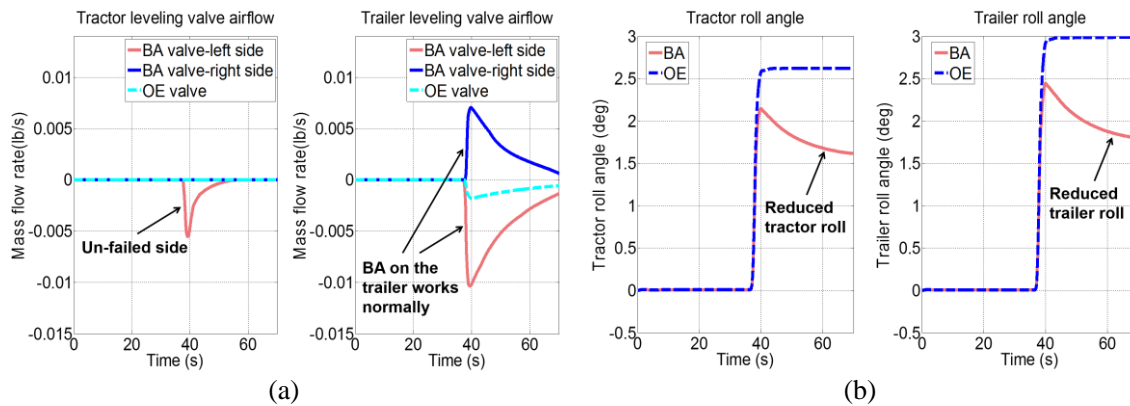 Tractor leveling valve airflow
BA valve-left side
BA valve-right side
OE valve
Mass flow rate(lb/s)
0.01
0.005
0
-0.005
-0.01
-0.015
Un-failed side
0
20
40
60
Time (s)
Trailer leveling valve airflow
BA valve-left side
BA valve-right side
OE valve
Mass flow rate(lb/s)
0.01
0.005
0
-0.005
-0.01
-0.015
BA on the
trailer works
normally
0
20
40
60
Time (s)
(a)
Tractor roll angle
BA
OE
Tractor roll angle (deg)
3
2.5
2
1.5
1
0.5
0
-0.5
Reduced
tractor roll
0
20
40
60
Time (s)
Trailer roll angle
BA
OE
Trailer roll angle (deg)
3
2.5
2
1.5
1
0.5
0
-0.5
Reduced
trailer roll
0
20
40
60
Time (s)
(b)